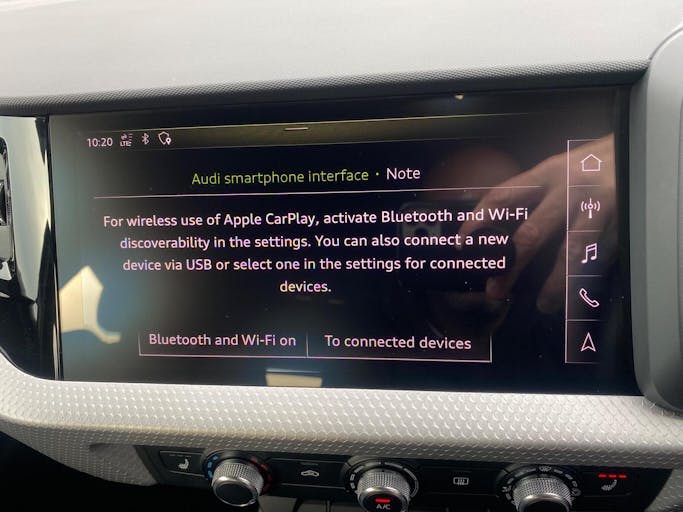 10:20 LTE
Audi smartphone interface · Note
For wireless use of Apple CarPlay, activate Bluetooth and Wi-Fi
discoverability in the settings. You can also connect a new
device via USB or select one in the settings for connected
devices.
Bluetooth and Wi-Fi on To connected devices
A/C